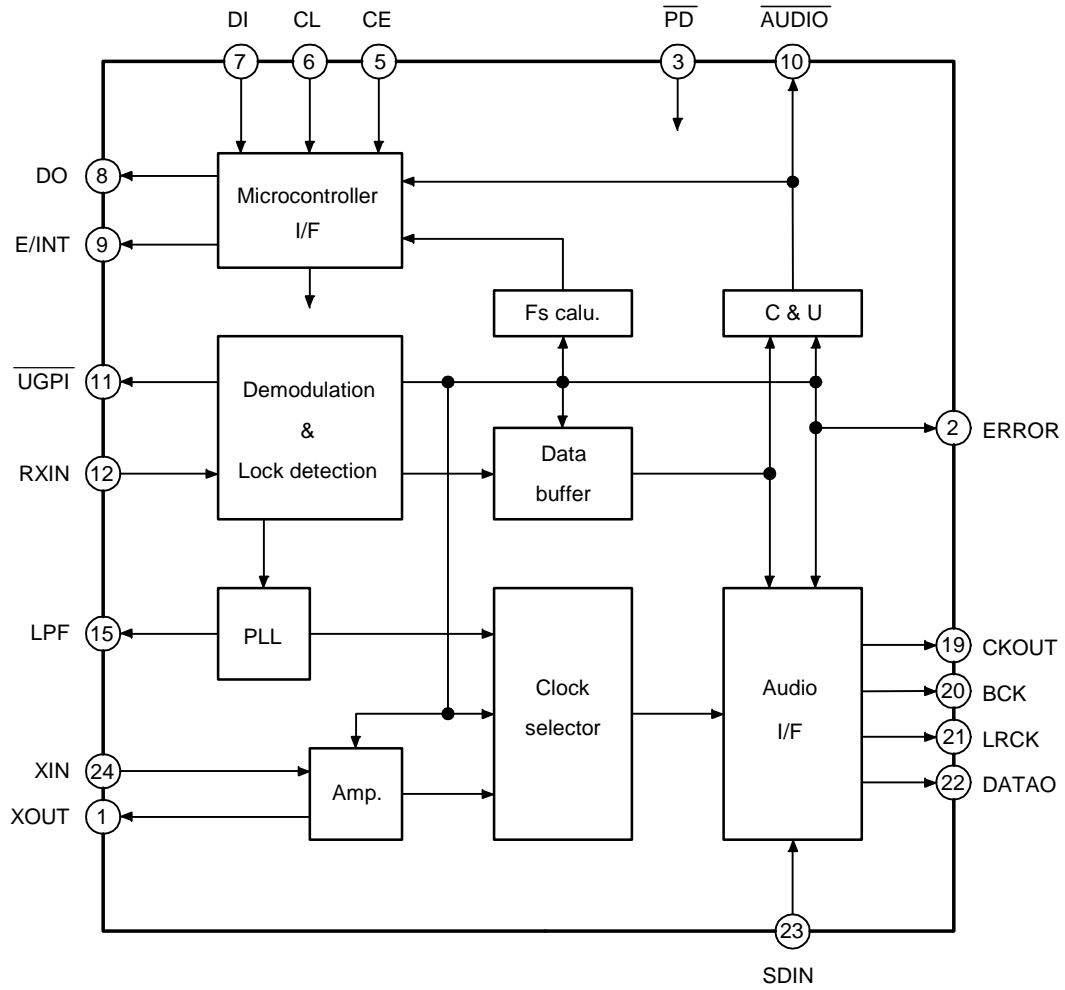 DI
CL
CE
PD
AUDIO
7
6
5
3
10
DO
8
Microcontroller
I/F
E/INT
9
Fs calu.
C & U
UGPI
11
Demodulation
&
Lock detection
2
ERROR
RXIN
12
Data
buffer
LPF
15
PLL
Clock
selector
Audio
I/F
19
CKOUT
20
BCK
21
LRCK
22
DATAO
XIN
24
Amp.
XOUT
1
23
SDIN